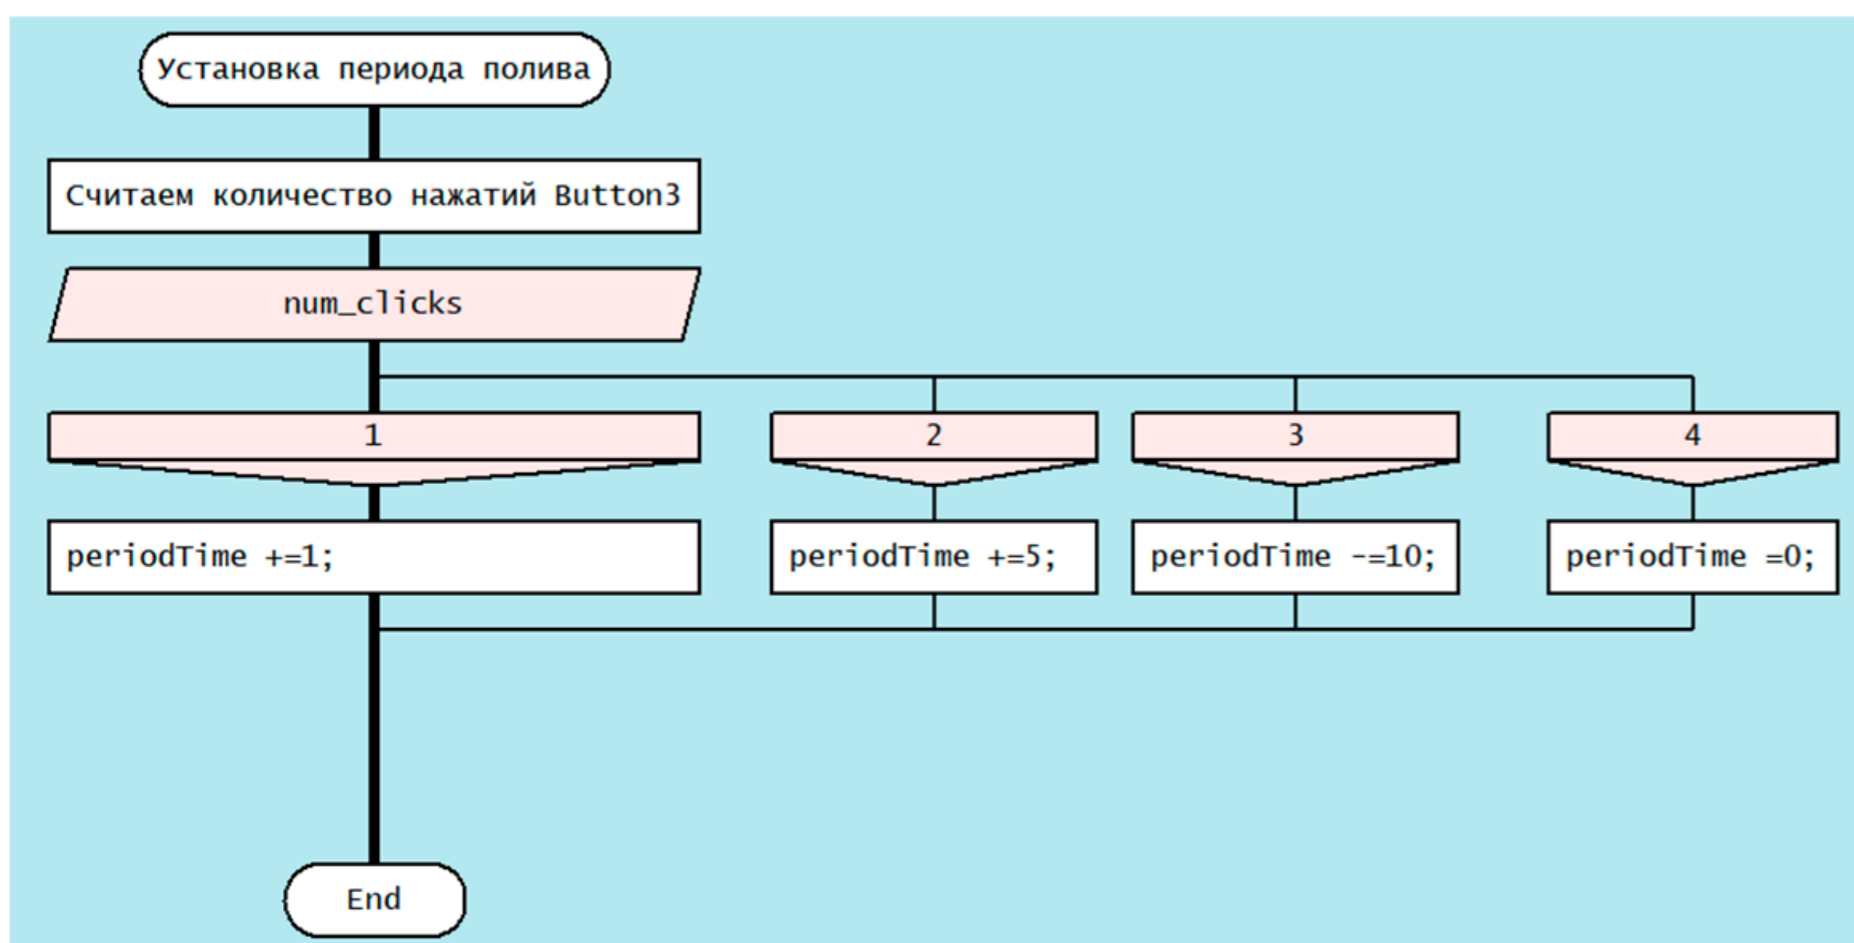 Установка периода полива
Считаем количество нажатий Button3
num_clicks
1
2
3
4
periodTime +=1;
periodTime +=5;
periodTime -=10;
periodTime =0;
End